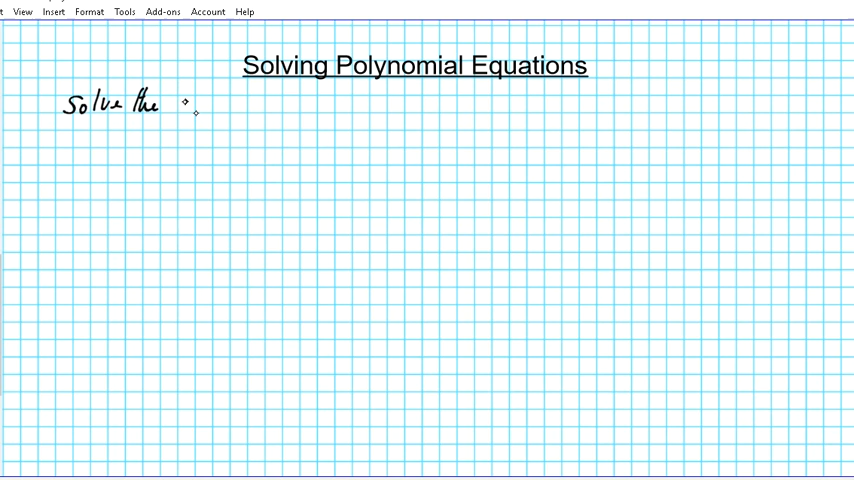 View Insert Format Tools Add-ons Account Help
Solving Polynomial Equations
Solve the